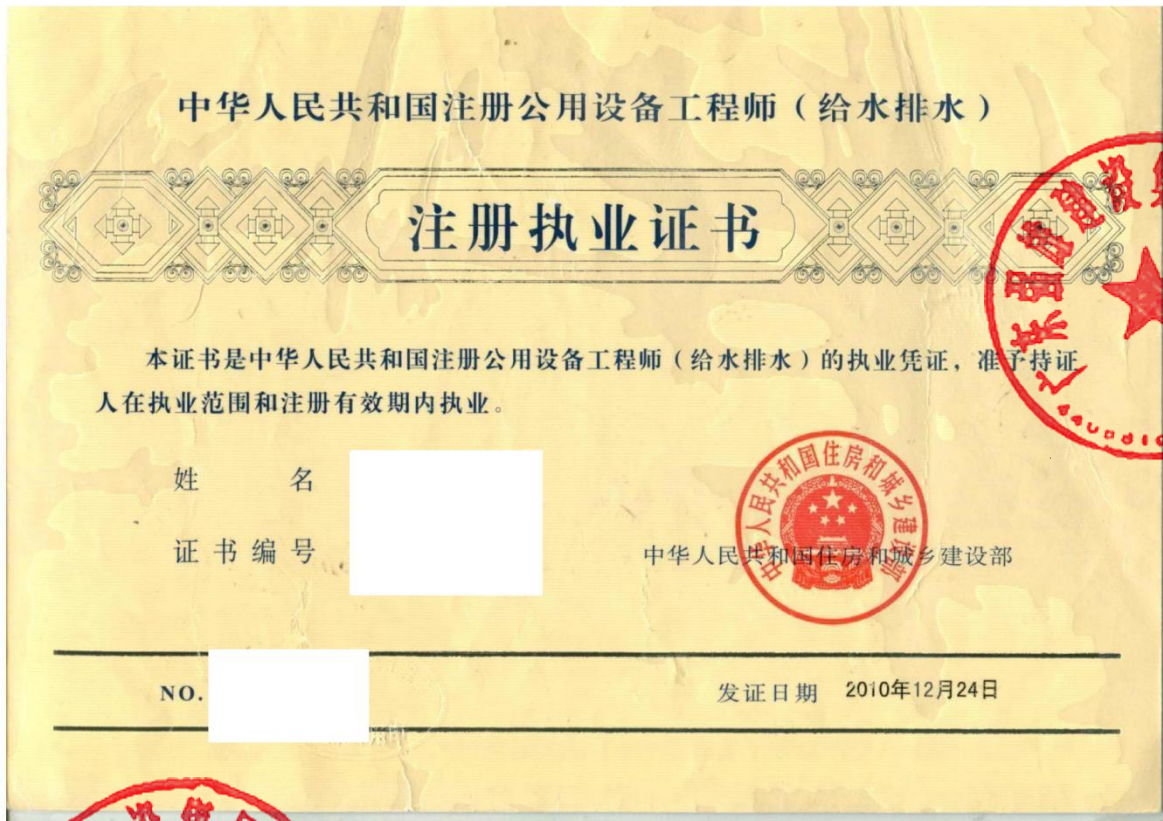 中华人民共和国注册公用设备工程师（给水排水）
注册执业证书
本证书是中华人民共和国注册公用设备工程师（给水排水）的执业凭证，准予持证
人在执业范围和注册有效期内执业。
姓 名
证书编号
中华人民共和国住房和城乡建设部
中华人民共和国住房和城乡建设部
NO.
发证日期 2010年12月24日